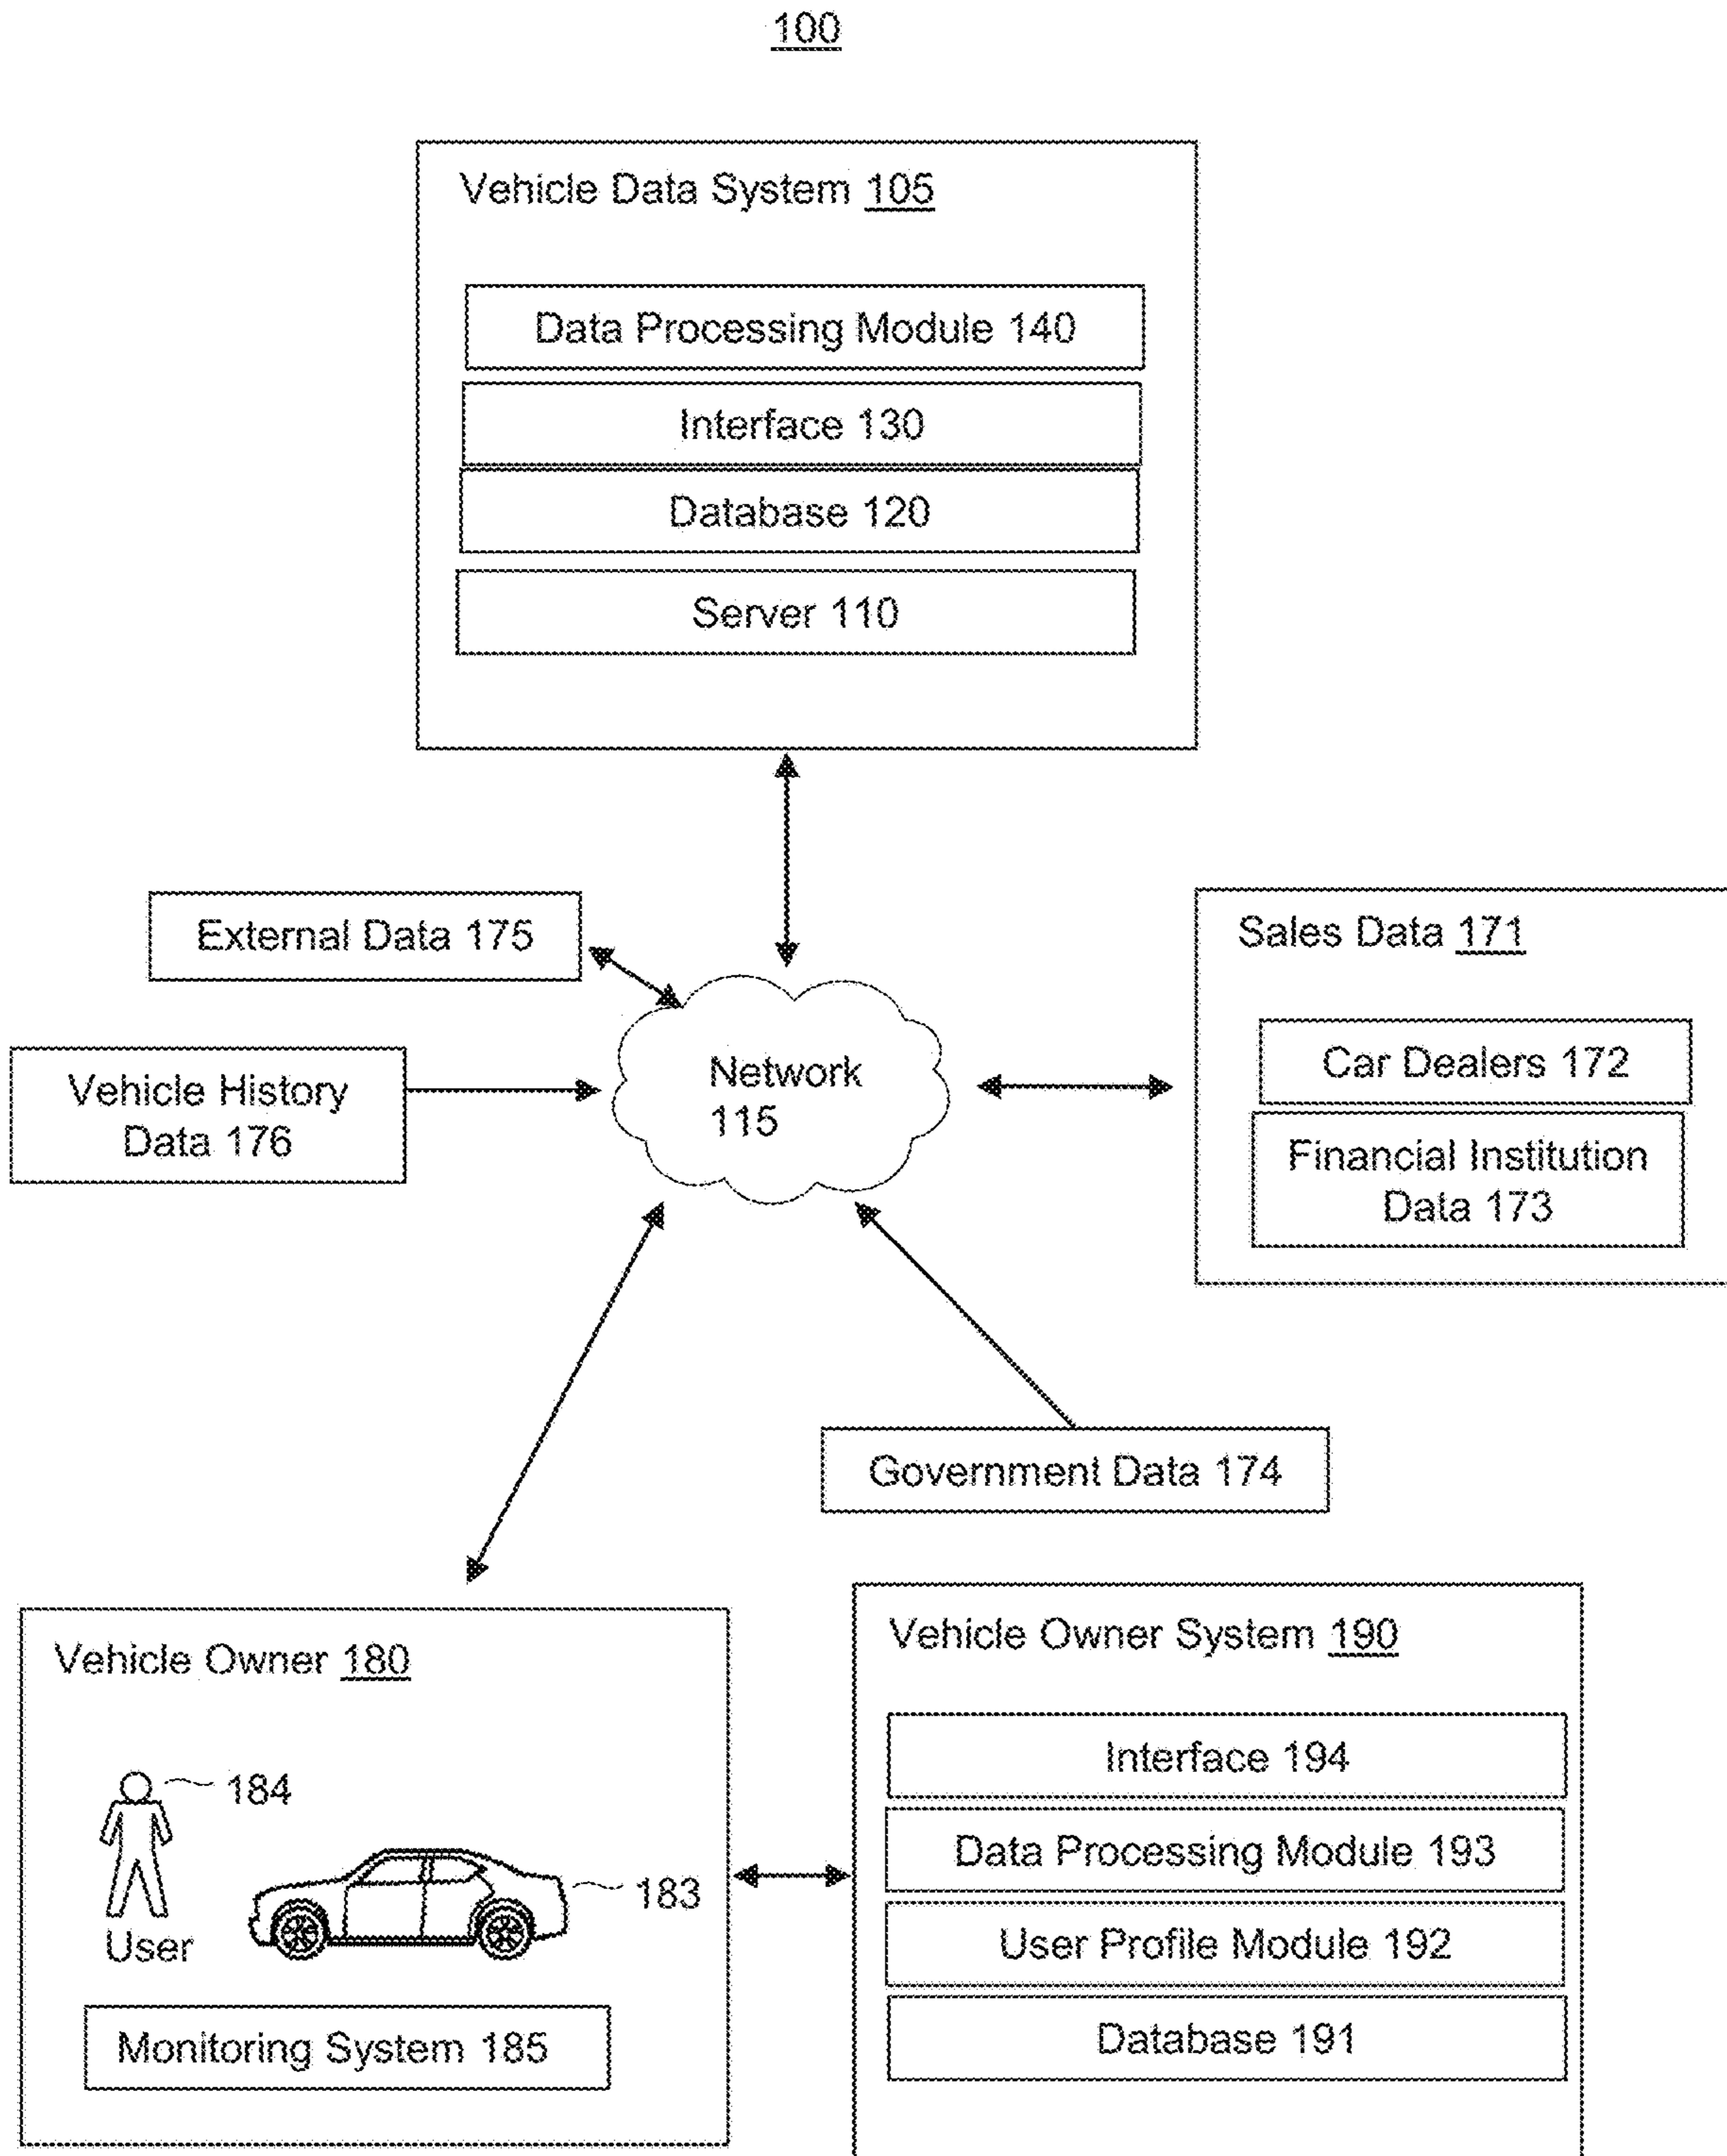 100
Vehicle Data System 105
Data Processing Module 140
Interface 130
Database 120
Server 110
External Data 175
Sales Data 171
Vehicle History
Data 176
Network
115
Car Dealers 172
Financial Institution
Data 173
Government Data 174
Vehicle Owner 180
184
183
User
Monitoring System 185
Vehicle Owner System 190
Interface 194
Data Processing Module 193
User Profile Module 192
Database 191